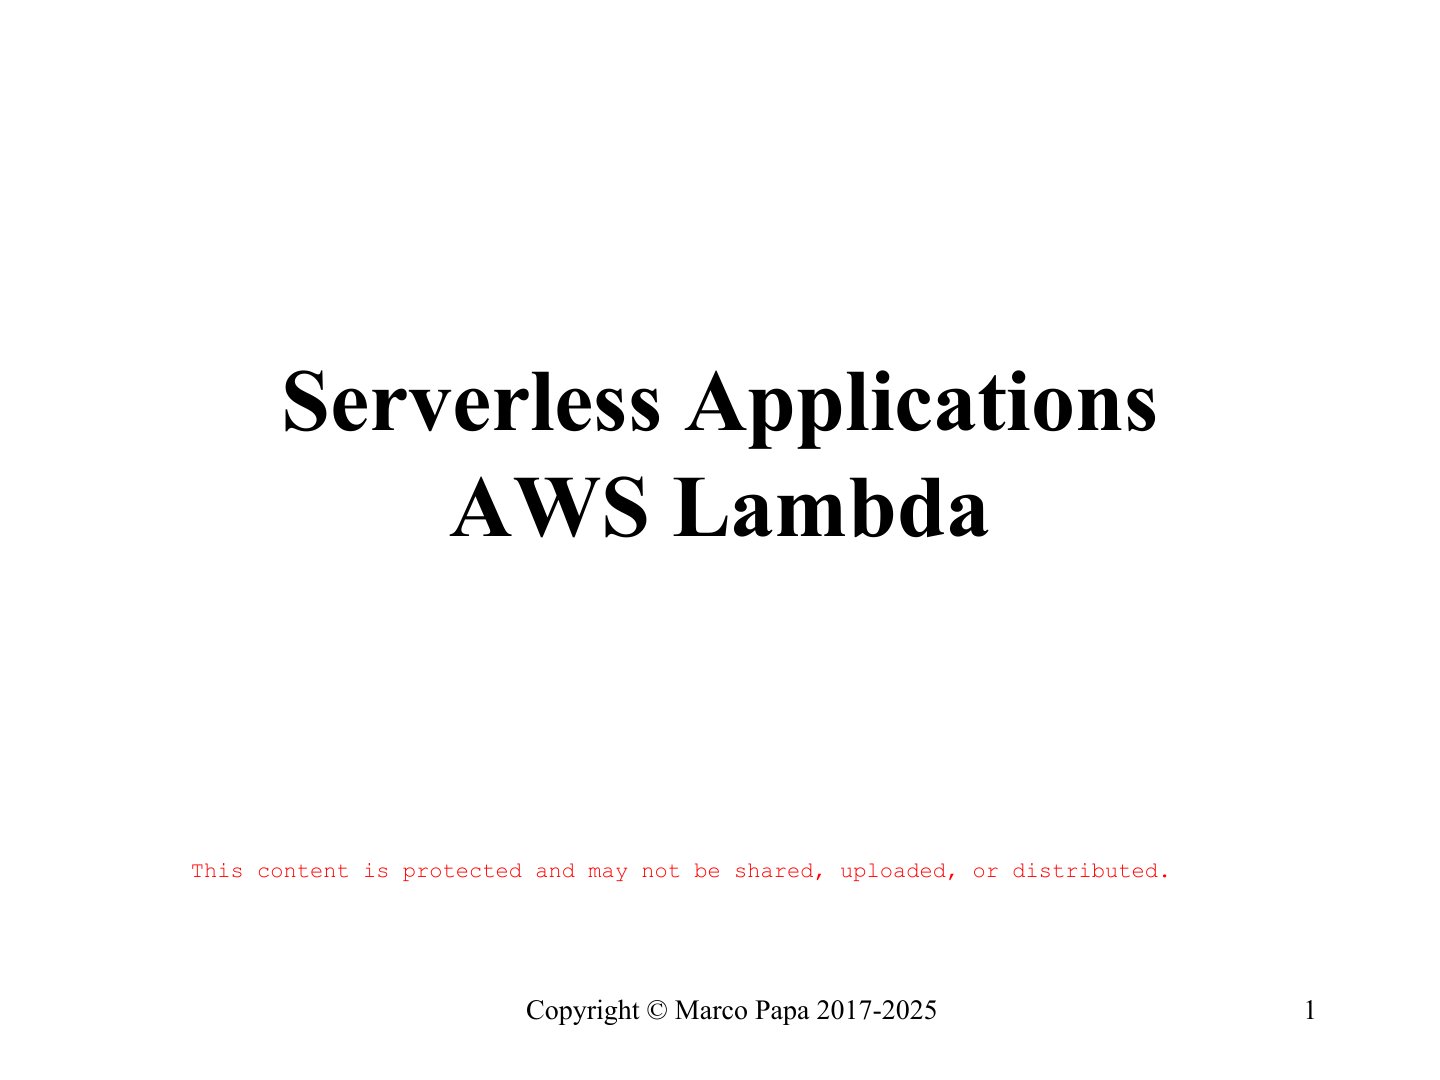 Serverless Applications
AWS Lambda
This content is protected and may not be shared, uploaded, or distributed.
Copyright © Marco Papa 2017-2025
1